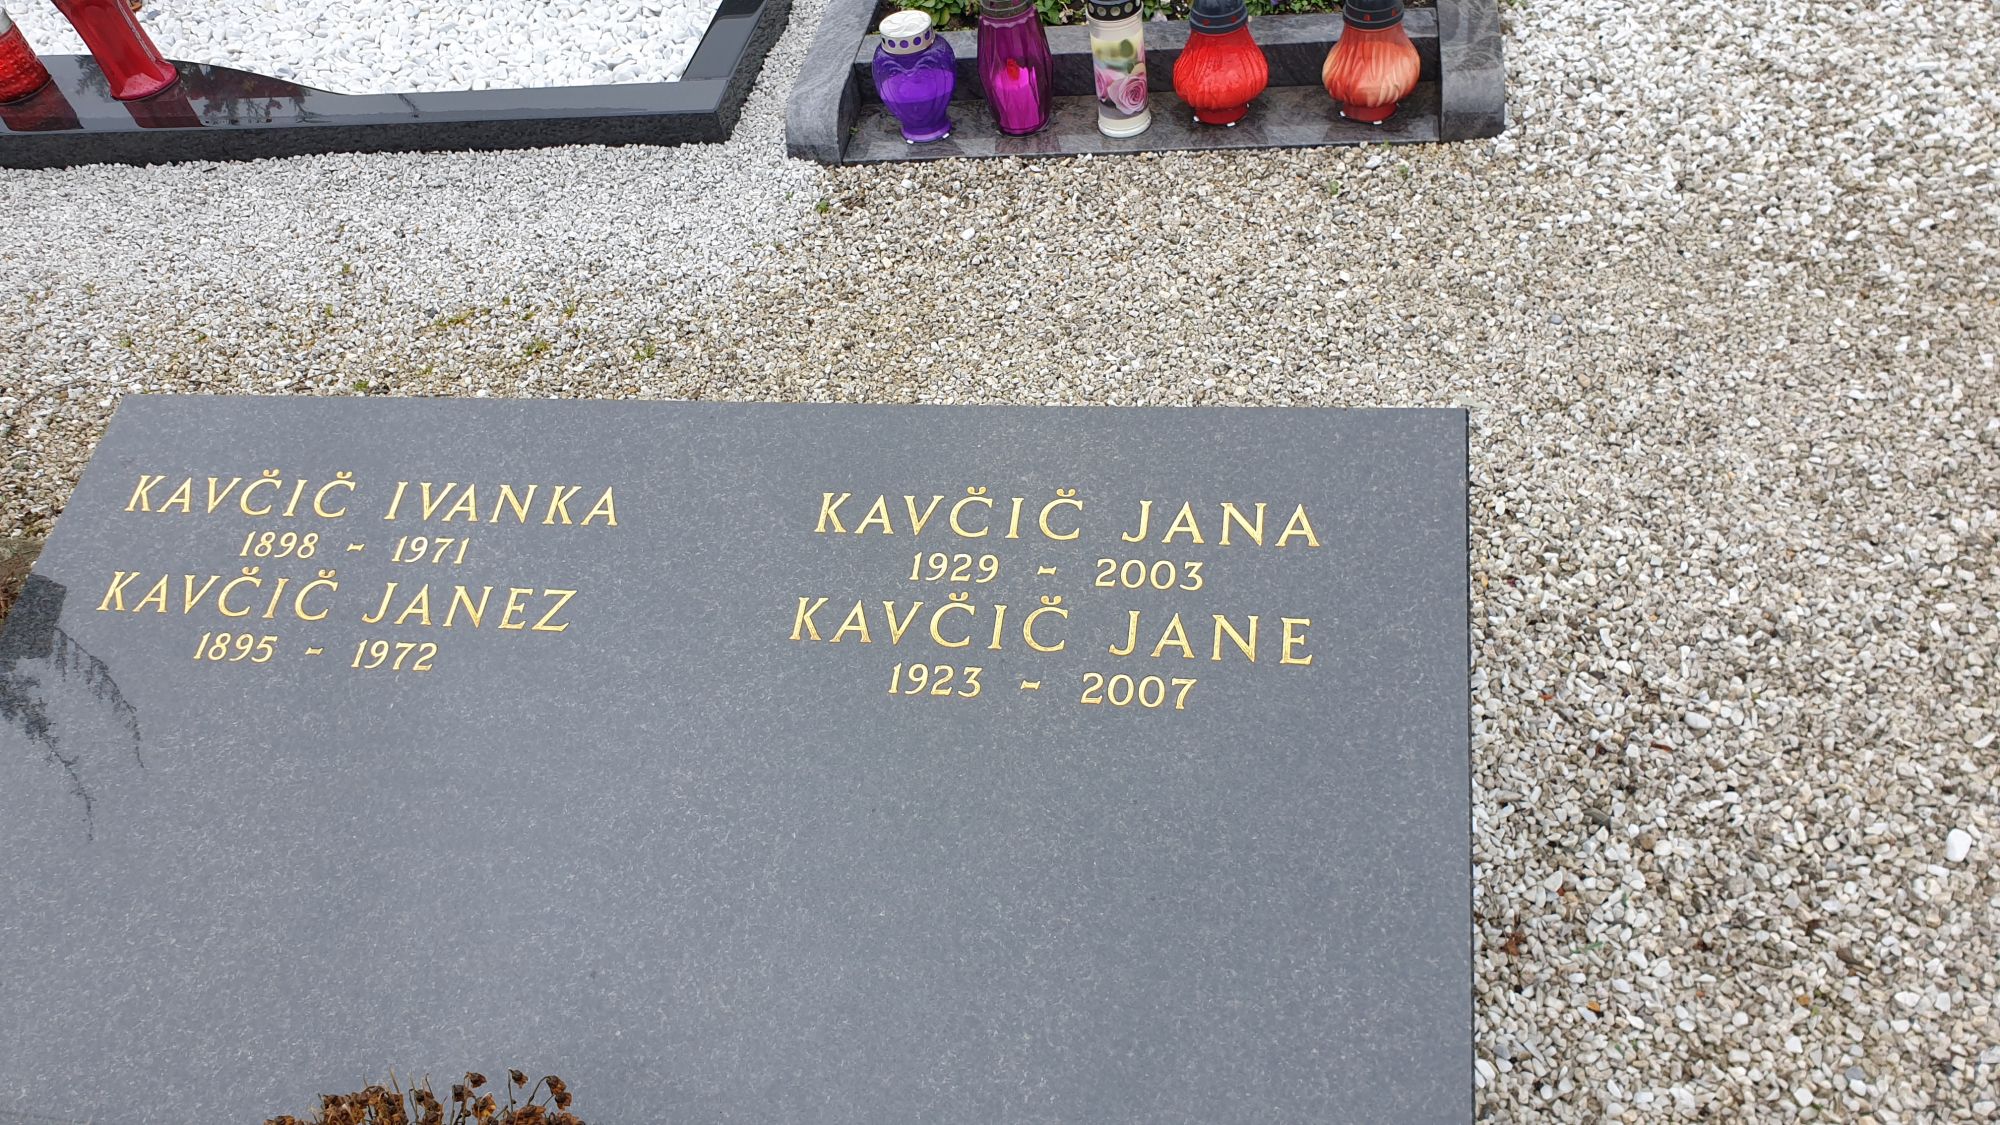 KAVČIČ IVANKA
1898 - 1971
KAVČIČ JANEZ
1895 - 1972
KAVČIČ JANA
1929 - 2003
KAVČIČ JANE
1923 - 2007